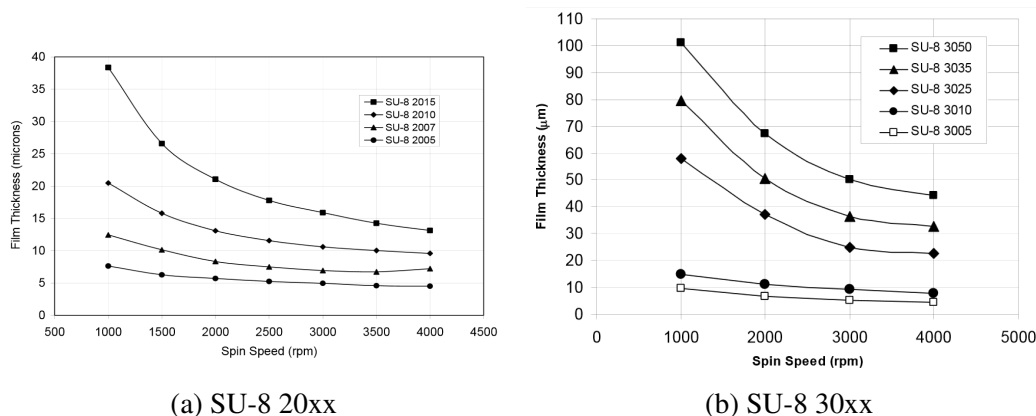 40
35
30
25
20
15
10
5
0
Film Thickness (microns)
SU-8 2015
SU-8 2010
SU-8 2007
SU-8 2005
500 1000 1500 2000 2500 3000 3500 4000 4500
Spin Speed (rpm)
(a) SU-8 20xx
110
100
90
80
70
60
50
40
30
20
10
0
Film Thickness (μm)
SU-8 3050
SU-8 3035
SU-8 3025
SU-8 3010
SU-8 3005
0 1000 2000 3000 4000 5000
Spin Speed (rpm)
(b) SU-8 30xx